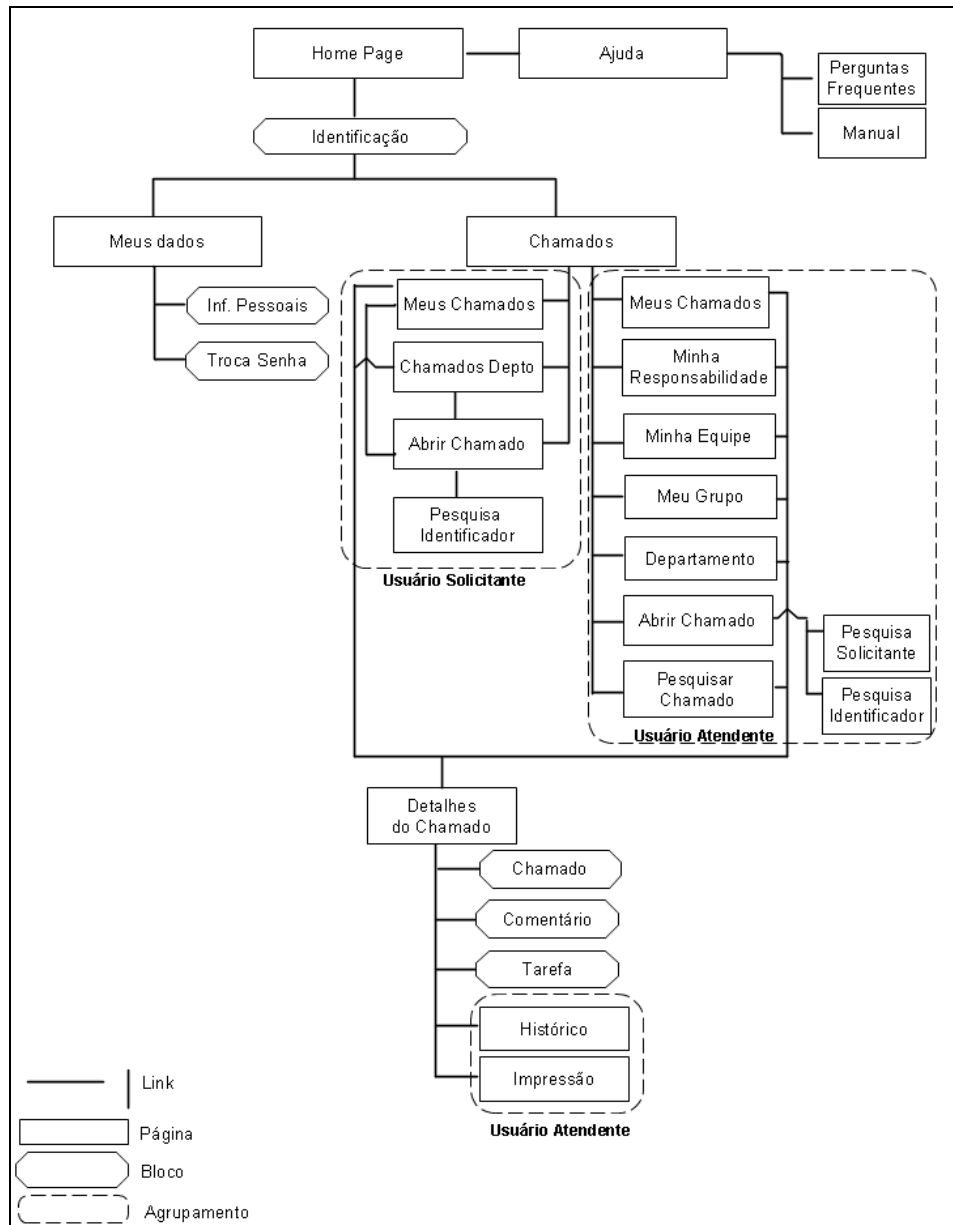 Home Page
Ajuda
Perguntas
Frequentes
Manual
Identificação
Meus dados
Chamados
Inf. Pessoais
Troca Senha
Meus Chamados
Chamados Depto
Abrir Chamado
Pesquisa
Identificador
Usuário Solicitante
Meus Chamados
Minha
Responsabilidade
Minha Equipe
Meu Grupo
Departamento
Abrir Chamado
Pesquisa
Solicitante
Pesquisar
Chamado
Pesquisa
Identificador
Usuário Atendente
Detalhes
do Chamado
Chamado
Comentário
Tarefa
Histórico
Impressão
Usuário Atendente
Link
Página
Bloco
Agrupamento